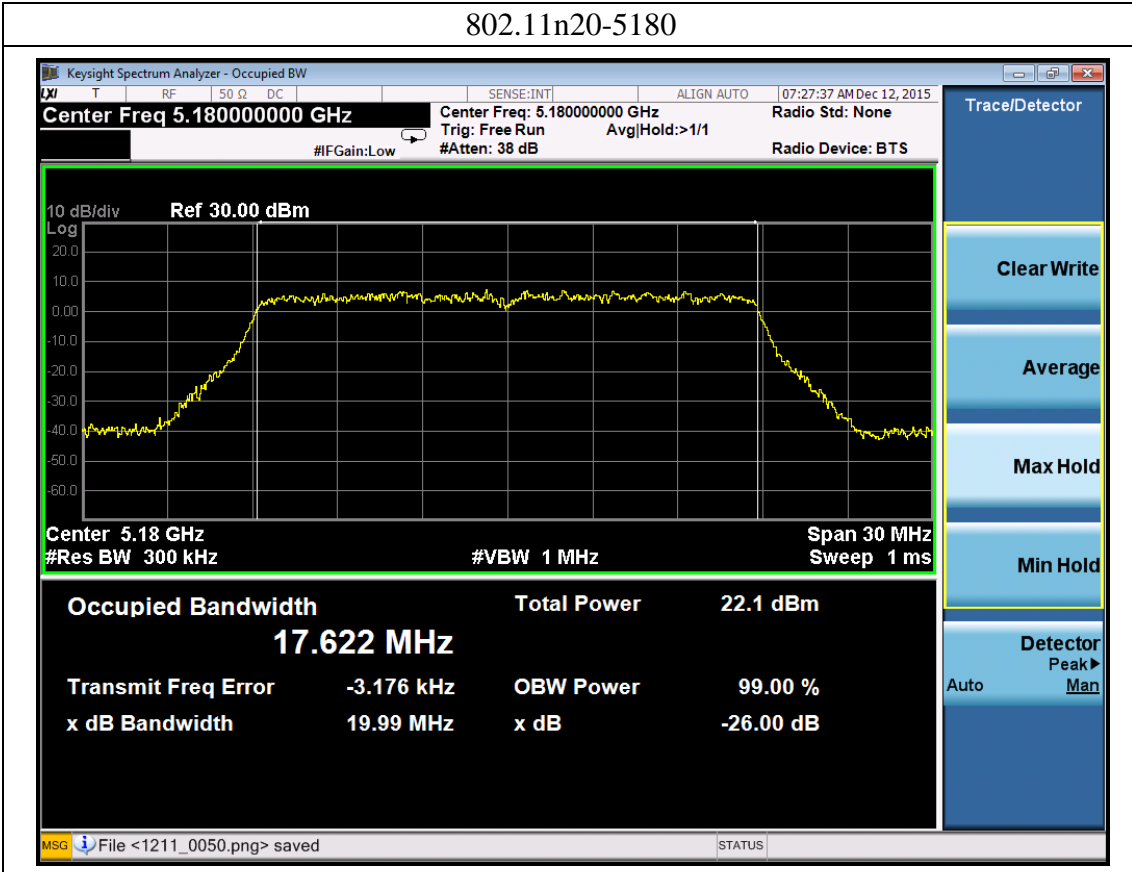 802.11n20-5180
Keysight Spectrum Analyzer - Occupied BW
LXI T RF 50 Ω DC SENSE:INT ALIGN AUTO 07:27:37 AM Dec 12, 2015
Center Freq 5.180000000 GHz
Center Freq: 5.180000000 GHz Radio Std: None
Trig: Free Run Avg|Hold:>1/1
#IFGain:Low #Atten: 38 dB Radio Device: BTS
Trace/Detector
10 dB/div Ref 30.00 dBm
Log
20.0
10.0
0.00
-10.0
-20.0
-30.0
-40.0
-50.0
-60.0
Center 5.18 GHz Span 30 MHz
#Res BW 300 kHz #VBW 1 MHz Sweep 1 ms
Occupied Bandwidth Total Power 22.1 dBm
17.622 MHz
Transmit Freq Error -3.176 kHz OBW Power 99.00 %
x dB Bandwidth 19.99 MHz x dB -26.00 dB
Clear Write
Average
Max Hold
Min Hold
Detector
Peak▶
Auto Man
MSG File <1211_0050.png> saved STATUS